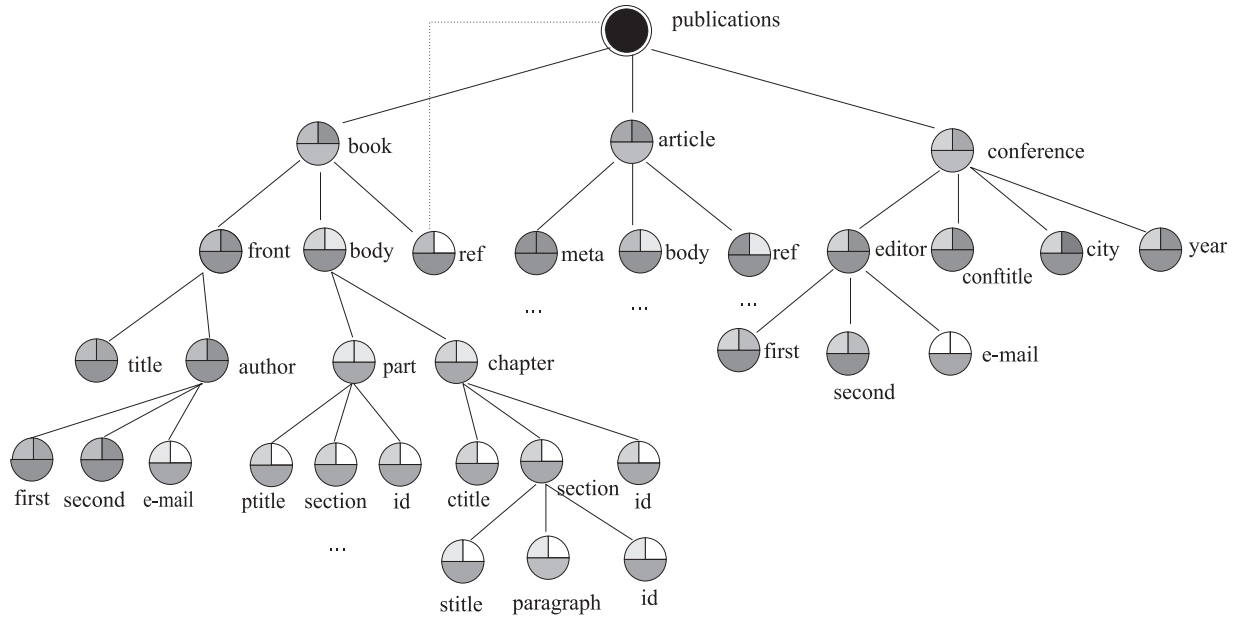 publications
book
article
conference
front
body
ref
meta
body
ref
editor
conftitle
city
year
...
...
...
title
author
part
chapter
first
second
e-mail
first
second
e-mail
ptitle
section
id
ctitle
section
id
...
stitle
paragraph
id